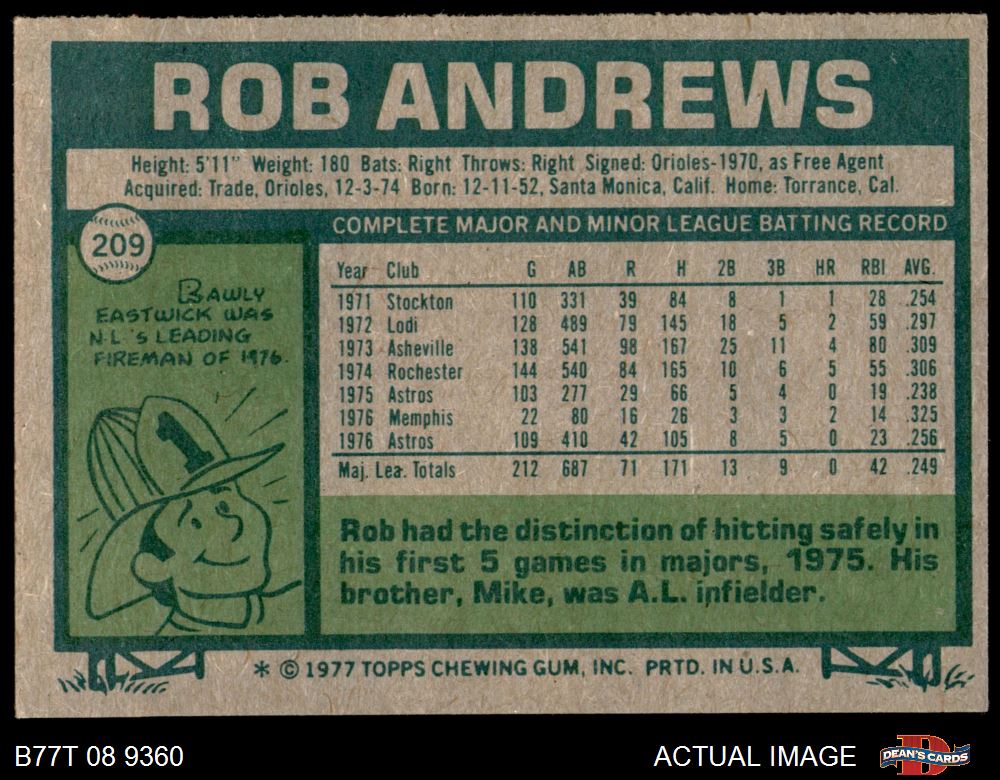 ROB ANDREWS
Height: 5'11" Weight: 180 Bats: Right Throws: Right Signed: Orioles-1970, as Free Agent
Acquired: Trade, Orioles, 12-3-74 Born: 12-11-52, Santa Monica, Calif. Home: Torrance, Cal.
209
BAWLY
EASTWICK WAS
N.L.'S LEADING
FIREMAN OF 1976.
1
COMPLETE MAJOR AND MINOR LEAGUE BATTING RECORD
Year Club G AB R H 2B 3B HR RBI AVG.
1971 Stockton 110 331 39 84 8 1 1 28 .254
1972 Lodi 128 489 79 145 18 5 2 59 .297
1973 Asheville 138 541 98 167 25 11 4 80 .309
1974 Rochester 144 540 84 165 10 6 5 55 .306
1975 Astros 103 277 29 66 5 4 0 19 .238
1976 Memphis 22 80 16 26 3 3 2 14 .325
1976 Astros 109 410 42 105 8 5 0 23 .256
Maj. Lea. Totals 212 687 71 171 13 9 0 42 .249
Rob had the distinction of hitting safely in
his first 5 games in majors, 1975. His
brother, Mike, was A.L. infielder.
* © 1977 TOPPS CHEWING GUM, INC. PRTD. IN U.S.A.
B77T 08 9360
ACTUAL IMAGE
D
DEAN'S CARDS